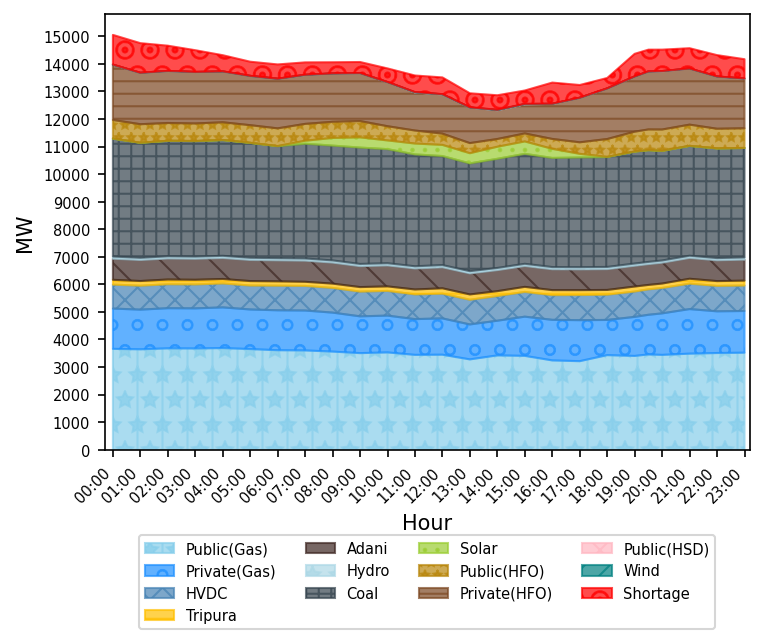 MW
15000
14000
13000
12000
11000
10000
9000
8000
7000
6000
5000
4000
3000
2000
1000
0
00:00 01:00 02:00 03:00 04:00 05:00 06:00 07:00 08:00 09:00 10:00 11:00 12:00 13:00 14:00 15:00 16:00 17:00 18:00 19:00 20:00 21:00 22:00 23:00
Hour
Public(Gas) Adani Solar Public(HSD)
Private(Gas) Hydro Public(HFO) Wind
HVDC Coal Private(HFO) Shortage
Tripura